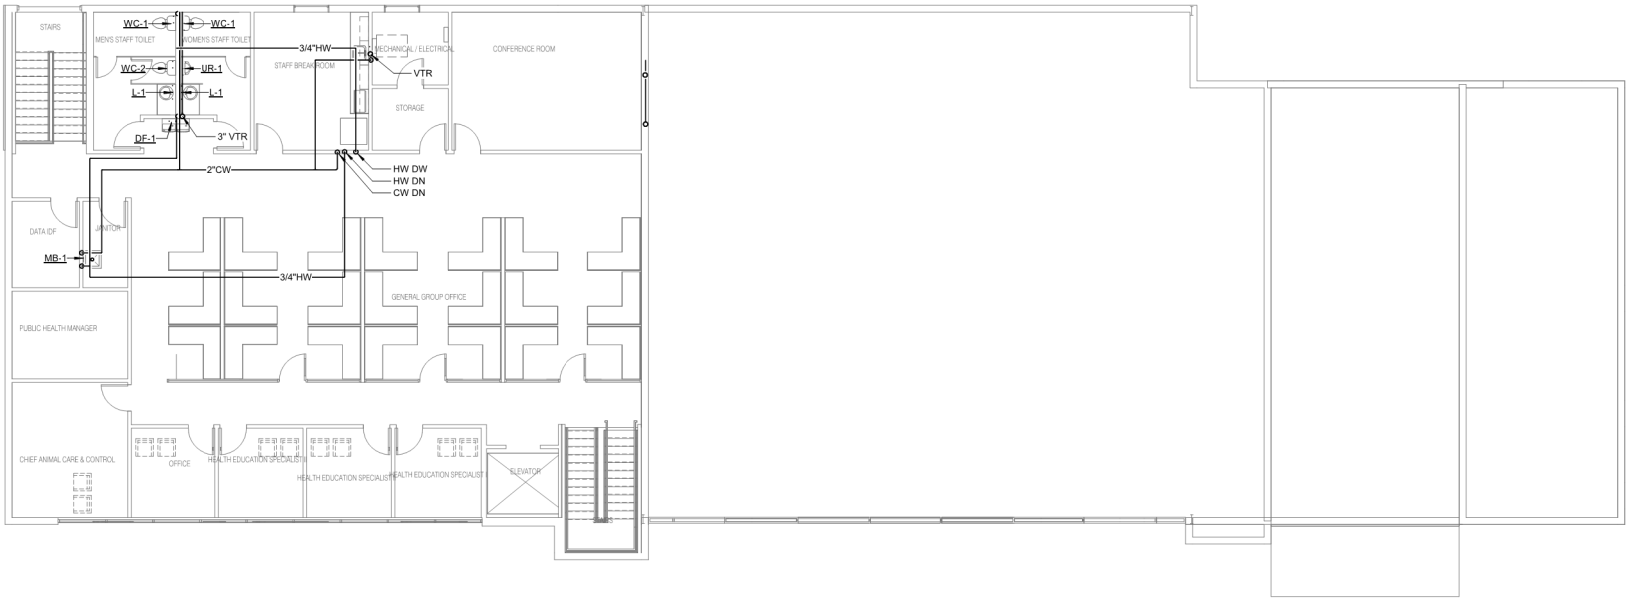 STAIRS
WC-1
WC-1
MEN'S STAFF TOILET
WOMEN'S STAFF TOILET
3/4"HW
MECHANICAL / ELECTRICAL
CONFERENCE ROOM
STAFF BREAKROOM
WC-2
UR-1
VTR
L-1
L-1
STORAGE
DF-1
3" VTR
2"CW
HW DW
HW DN
CW DN
DATA IDF
JANITOR
MB-1
3/4"HW
GENERAL GROUP OFFICE
PUBLIC HEALTH MANAGER
CHIEF ANIMAL CARE & CONTROL
OFFICE
HEALTH EDUCATION SPECIALIST
HEALTH EDUCATION SPECIALIST
HEALTH EDUCATION SPECIALIST
ELEVATOR